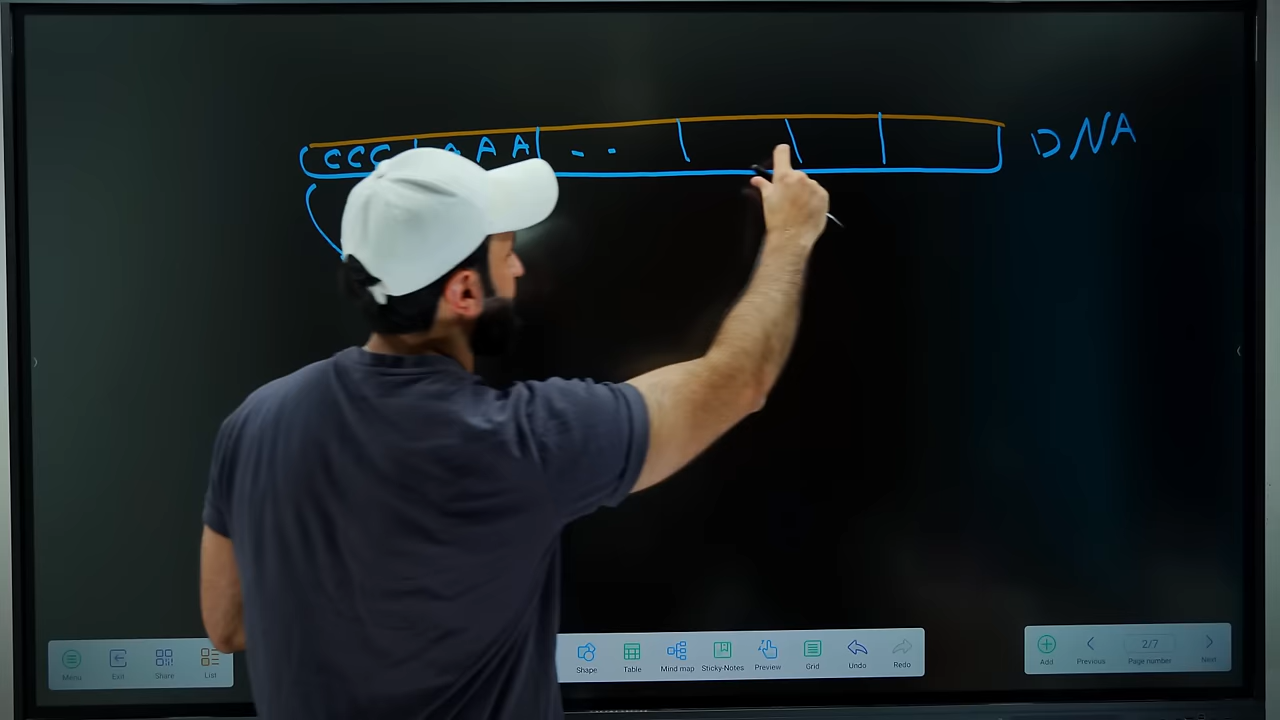 CCC AAA .. DNA
Menu Exit Share List Shape Table Mind map Sticky-Notes Preview Grid Undo Redo Add Previous 2/7 Next
Page number